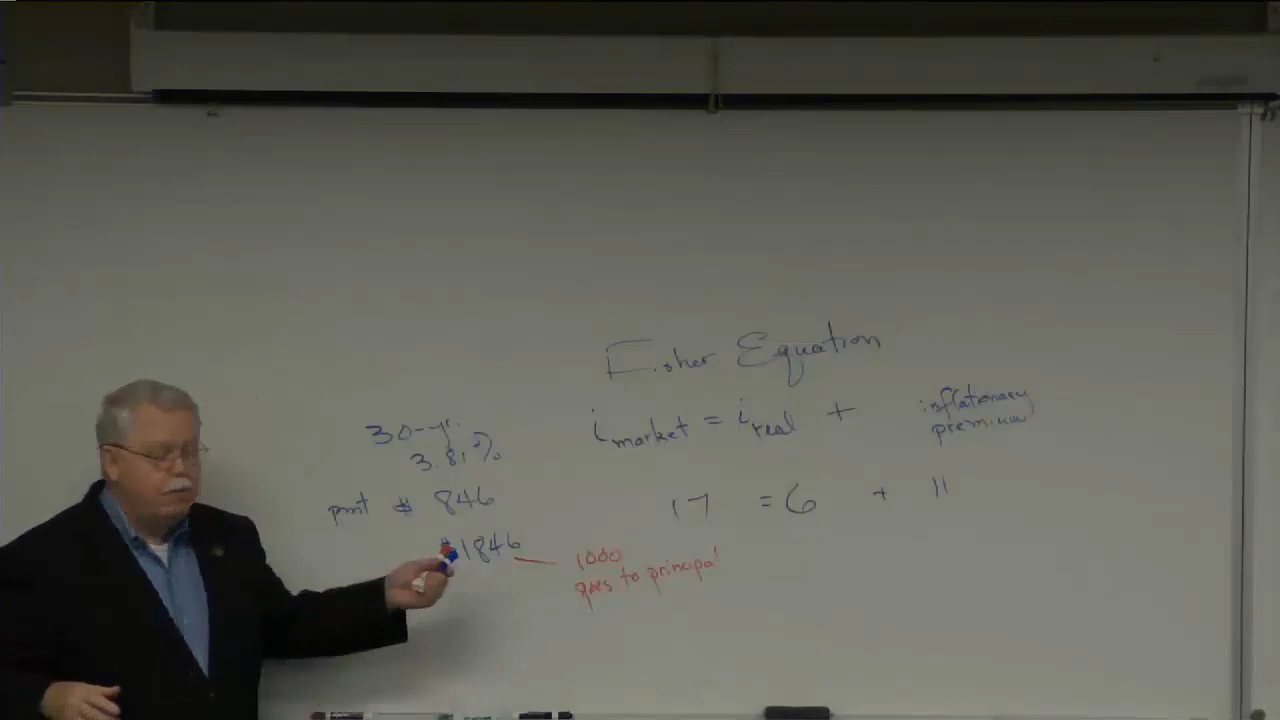 Fisher Equation
i market = i real + inflationary premium
17 = 6 + 11
30-yr.
3.81%
pmt $ 846
$1846 — 1000
goes to principal